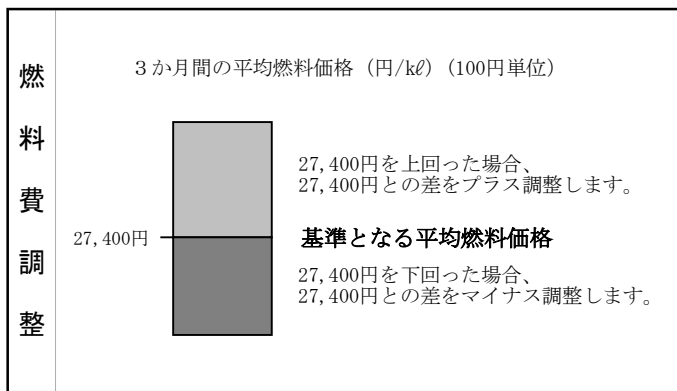 燃料費調整
３か月間の平均燃料価格（円/kℓ）(100円単位）
27,400円を上回った場合、
27,400円との差をプラス調整します。
27,400円
基準となる平均燃料価格
27,400円を下回った場合、
27,400円との差をマイナス調整します。